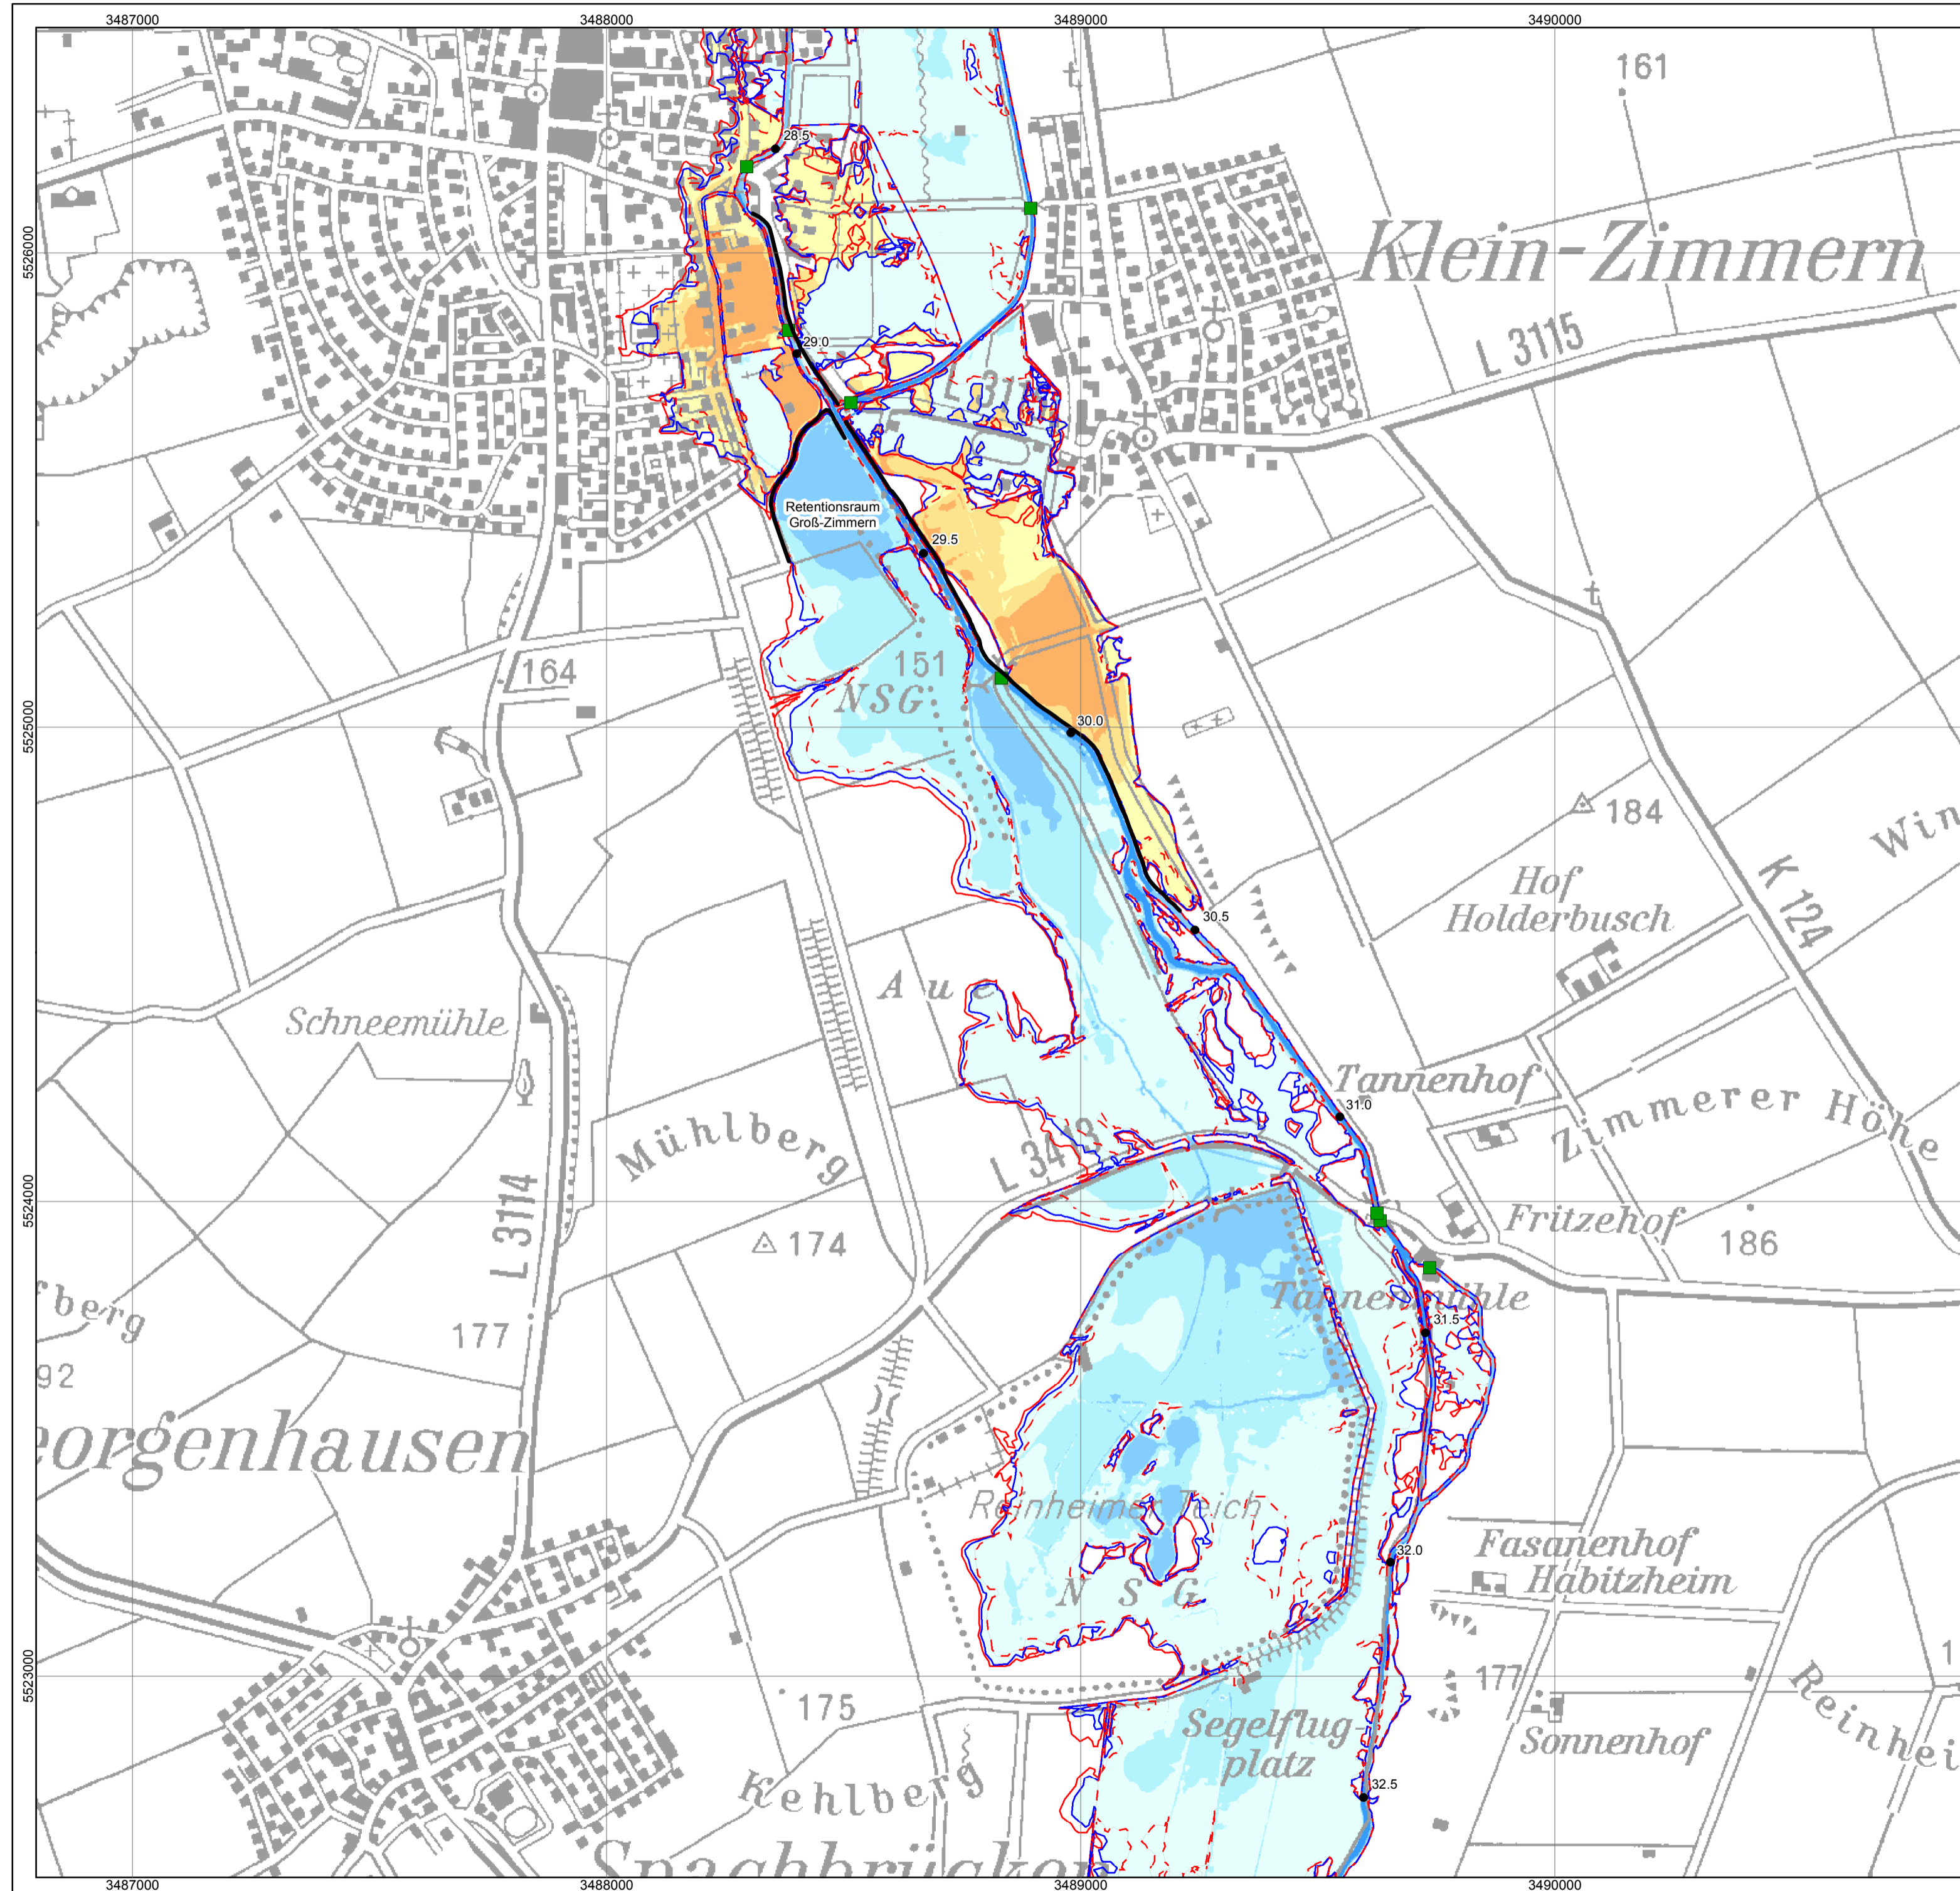 3487000 3488000 3489000 3490000
161
28.5
5526000
Klein-Zimmern
L 3115
29.0
Retentionsraum
Groß-Zimmern
29.5
164
151
NSG
5525000
30.0
184
K 124
Hof
Holderbusch
30.5
Aue
Schneemühle
Tannenhof
31.0
Zimmerer Höhe
Mühlberg
L 3413
5524000
L 3114
174
Fritzehof
186
Tannenmühle
31.5
177
92
Reinheimer Teich
Fasanenhof
Habitzheim
32.0
N S G
5523000
177
175
Segelflug-
platz
Sonnenhof
Kehlberg
32.5
3487000 3488000 3489000 3490000